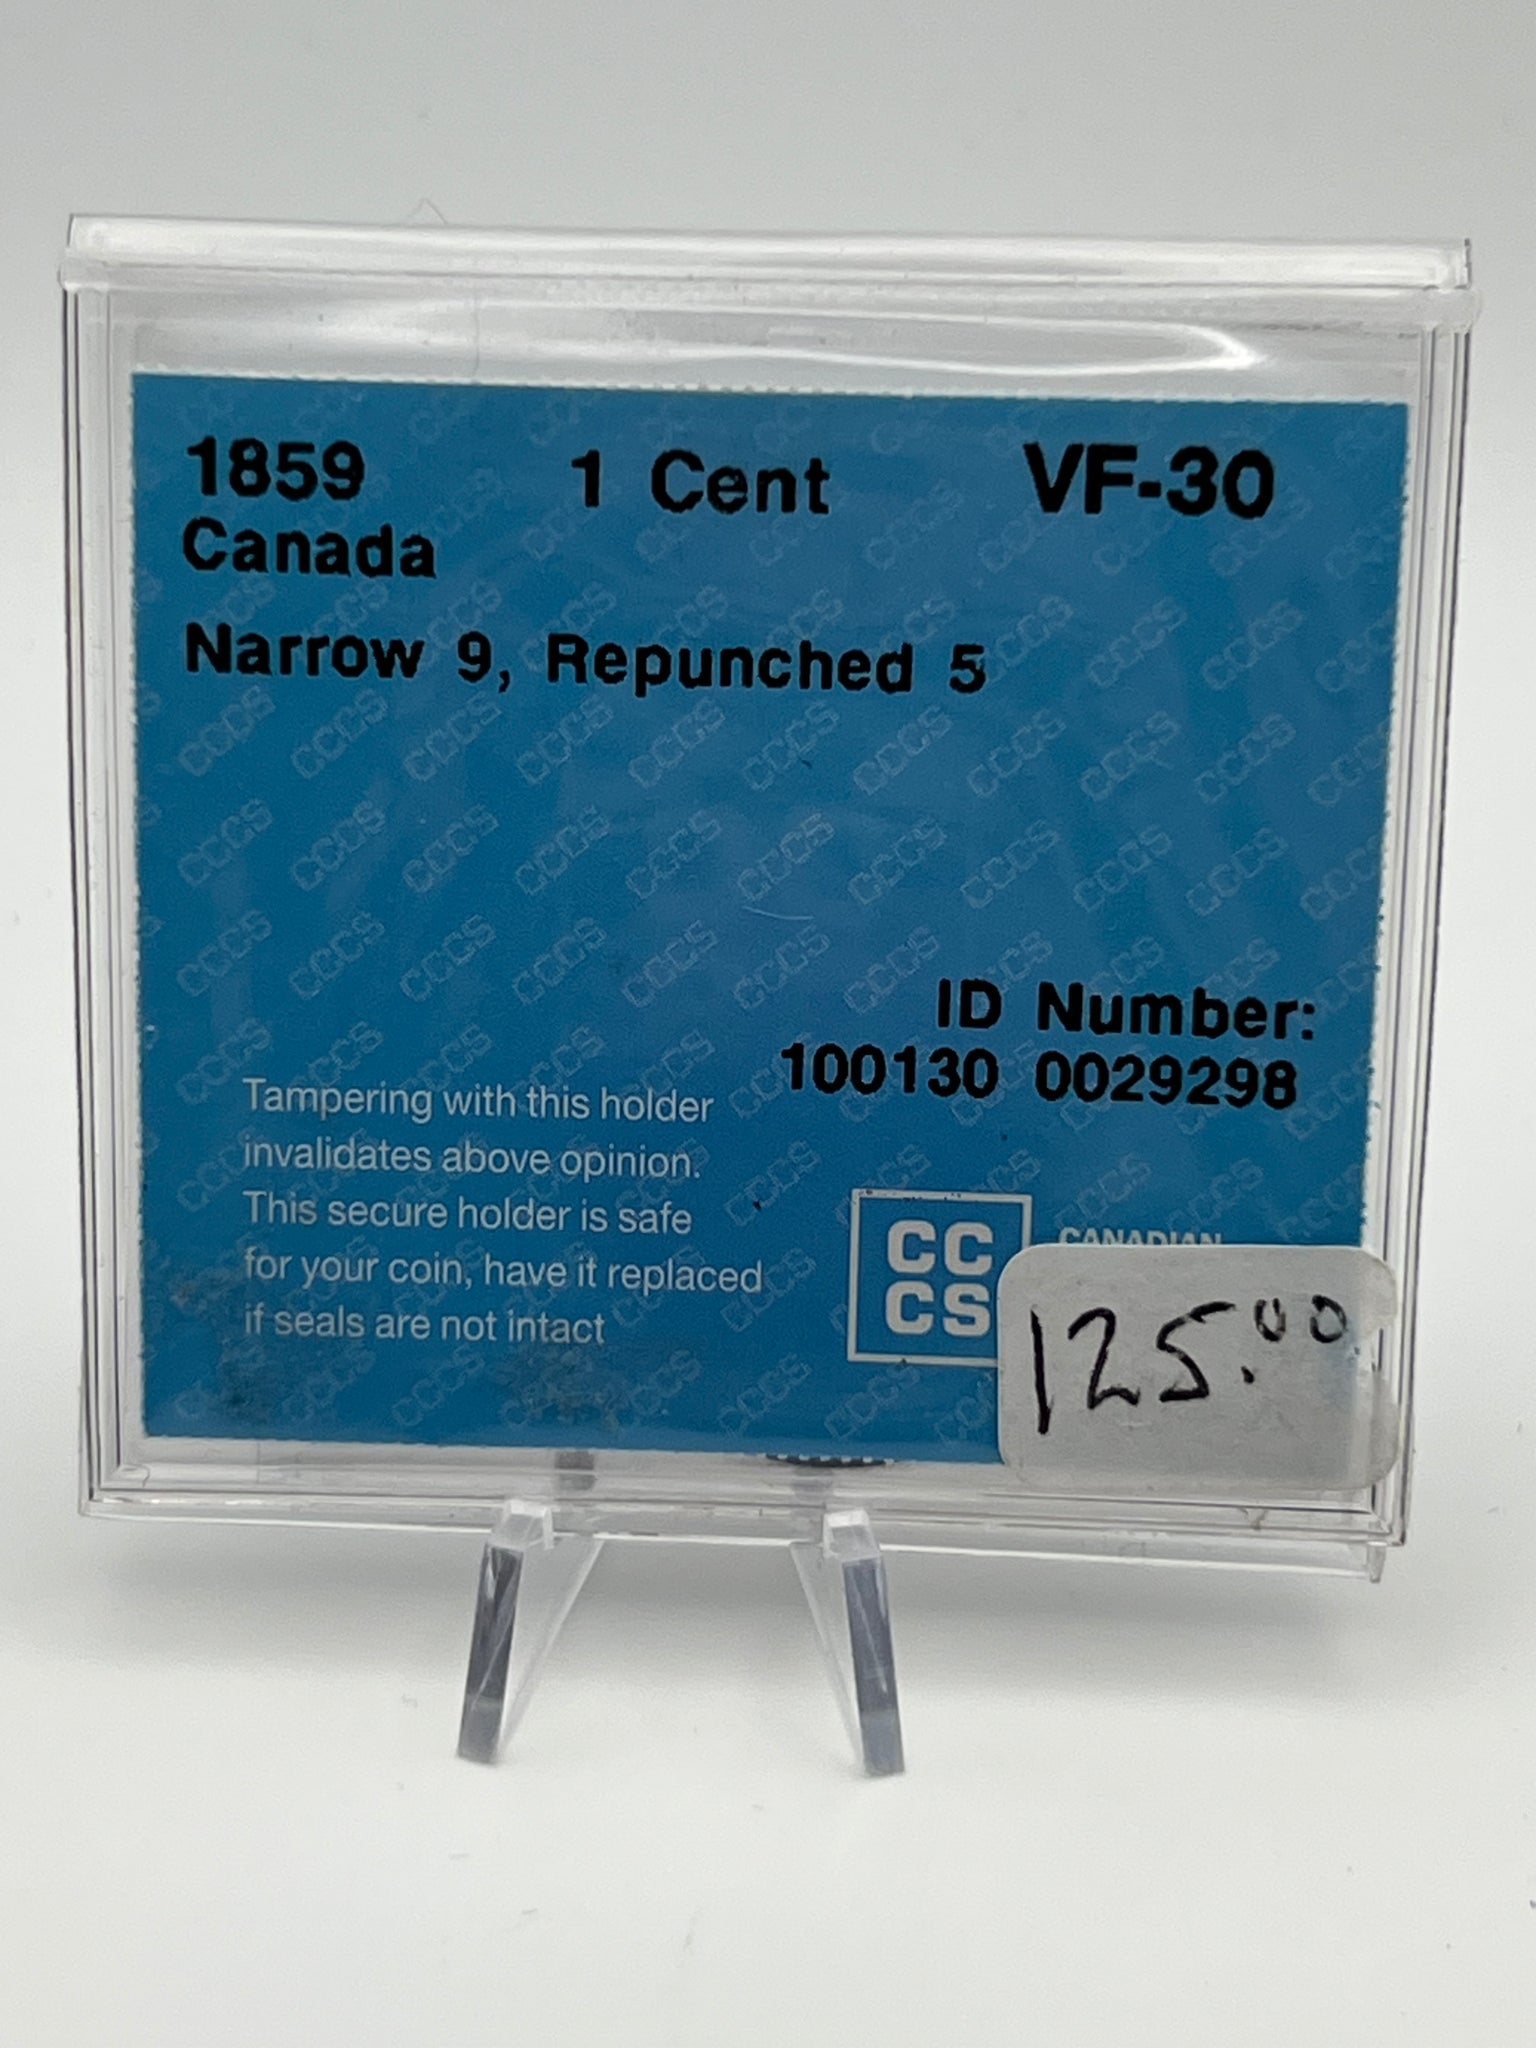 1859 1 Cent VF-30
Canada
Narrow 9, Repunched 5
ID Number:
100130 0029298
Tampering with this holder
invalidates above opinion.
This secure holder is safe
for your coin, have it replaced
if seals are not intact
CC
CS
CANADIAN
125.00